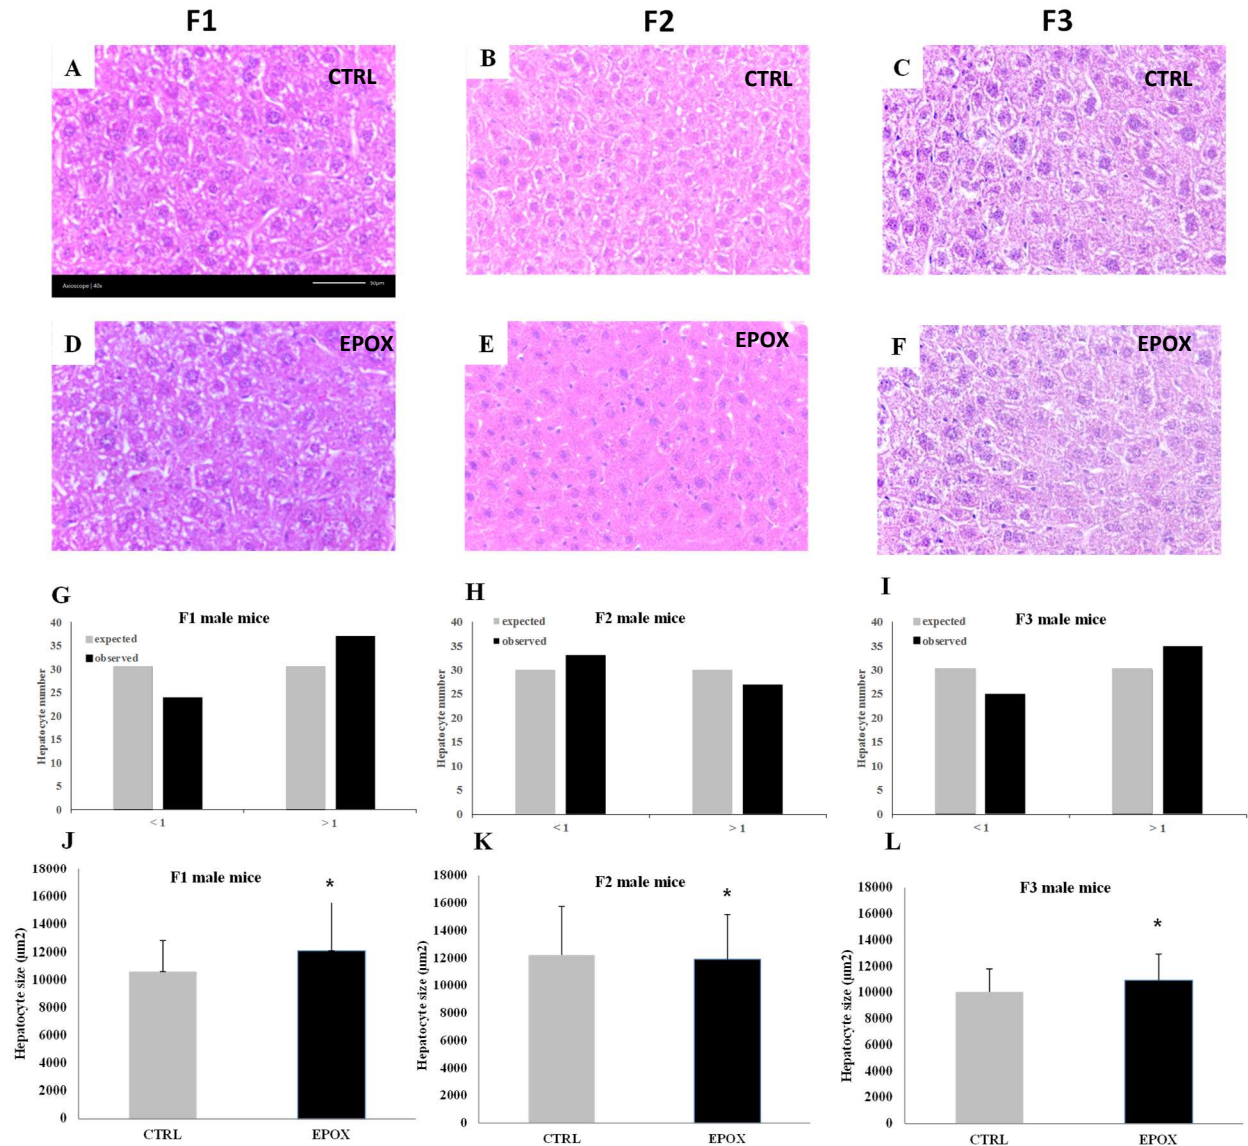 F1
F2
F3
A
CTRL
B
CTRL
C
CTRL
Axioscope | 40x
50µm
D
EPOX
E
EPOX
F
EPOX
G
F1 male mice
expected
observed
Hepatocyte number
40
35
30
25
20
15
10
5
0
< 1
> 1
H
F2 male mice
expected
observed
Hepatocyte number
40
35
30
25
20
15
10
5
0
< 1
> 1
I
F3 male mice
expected
observed
Hepatocyte number
40
35
30
25
20
15
10
5
0
< 1
> 1
J
F1 male mice
*
Hepatocyte size (µm2)
18000
16000
14000
12000
10000
8000
6000
4000
2000
0
CTRL
EPOX
K
F2 male mice
*
Hepatocyte size (µm2)
18000
16000
14000
12000
10000
8000
6000
4000
2000
0
CTRL
EPOX
L
F3 male mice
*
Hepatocyte size (µm2)
18000
16000
14000
12000
10000
8000
6000
4000
2000
0
CTRL
EPOX